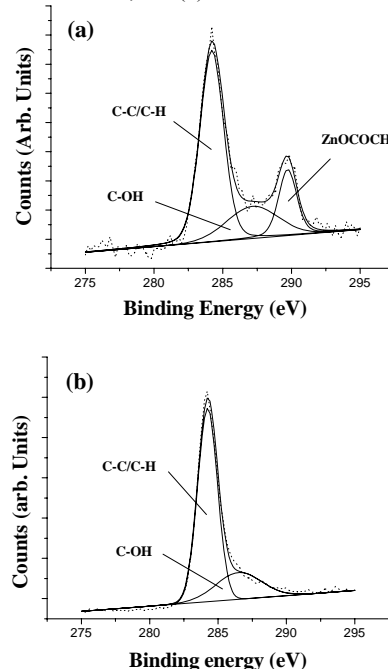 (a)
Counts (Arb. Units)
C-C/C-H
C-OH
ZnOCOCH
275 280 285 290 295
Binding Energy (eV)
(b)
Counts (arb. Units)
C-C/C-H
C-OH
275 280 285 290 295
Binding energy (eV)